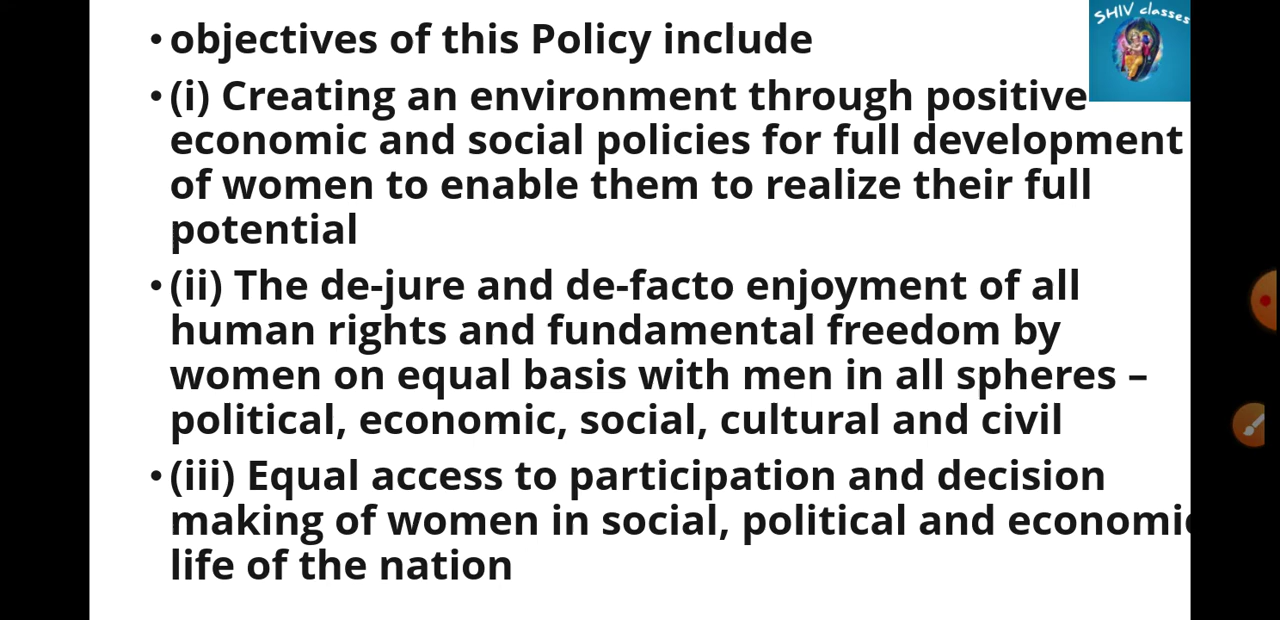 SHIV classes
• objectives of this Policy include
• (i) Creating an environment through positive
economic and social policies for full development
of women to enable them to realize their full
potential
• (ii) The de-jure and de-facto enjoyment of all
human rights and fundamental freedom by
women on equal basis with men in all spheres –
political, economic, social, cultural and civil
• (iii) Equal access to participation and decision
making of women in social, political and economic
life of the nation